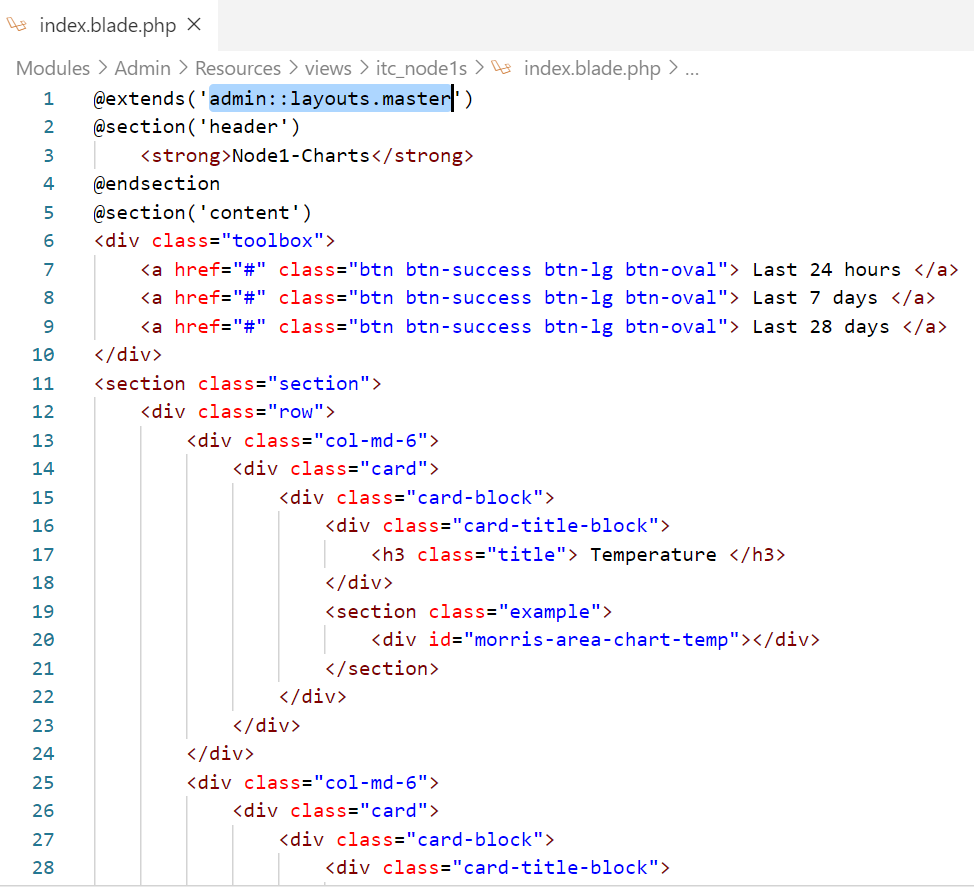 index.blade.php ×
Modules > Admin > Resources > views > itc_node1s > index.blade.php > ...
1 @extends('admin::layouts.master')
2 @section('header')
3     <strong>Node1-Charts</strong>
4 @endsection
5 @section('content')
6 <div class="toolbox">
7     <a href="#" class="btn btn-success btn-lg btn-oval"> Last 24 hours </a>
8     <a href="#" class="btn btn-success btn-lg btn-oval"> Last 7 days </a>
9     <a href="#" class="btn btn-success btn-lg btn-oval"> Last 28 days </a>
10 </div>
11 <section class="section">
12     <div class="row">
13         <div class="col-md-6">
14             <div class="card">
15                 <div class="card-block">
16                     <div class="card-title-block">
17                         <h3 class="title"> Temperature </h3>
18                     </div>
19                     <section class="example">
20                         <div id="morris-area-chart-temp"></div>
21                     </section>
22                 </div>
23             </div>
24         </div>
25         <div class="col-md-6">
26             <div class="card">
27                 <div class="card-block">
28                     <div class="card-title-block">